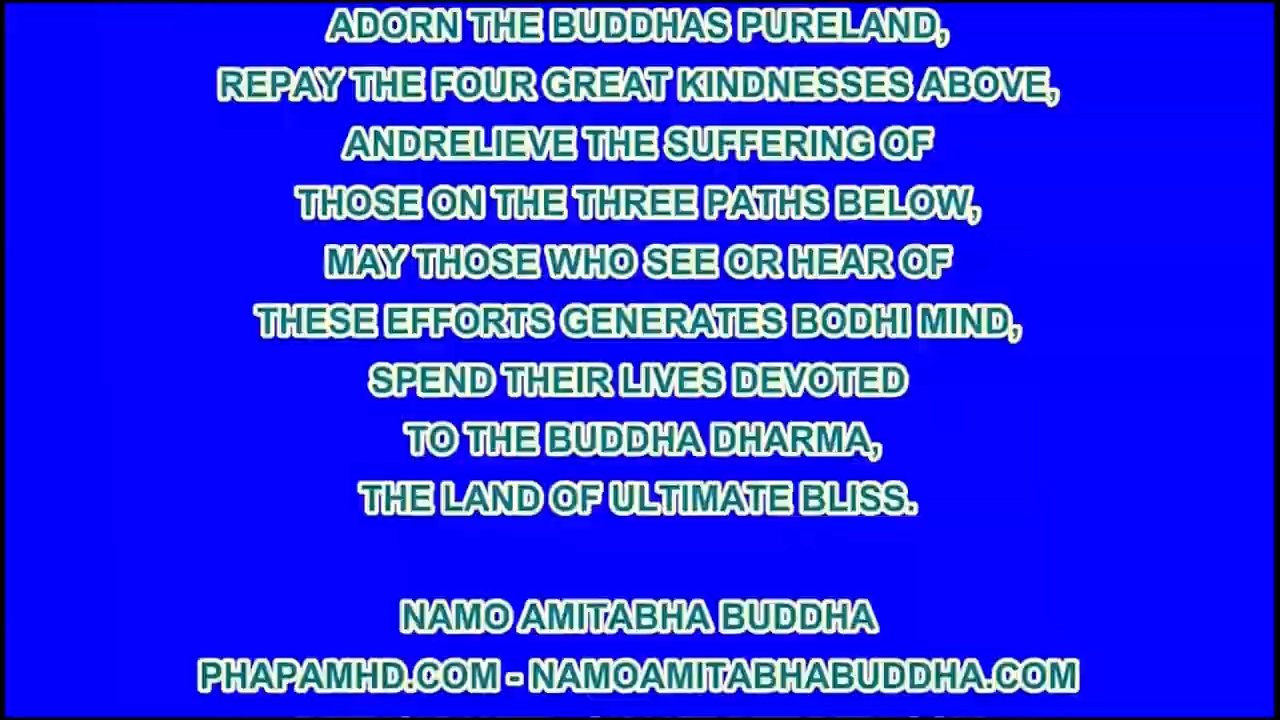 ADORN THE BUDDHAS PURELAND,
REPAY THE FOUR GREAT KINDNESSES ABOVE,
ANDRELIEVE THE SUFFERING OF
THOSE ON THE THREE PATHS BELOW,
MAY THOSE WHO SEE OR HEAR OF
THESE EFFORTS GENERATES BODHI MIND,
SPEND THEIR LIVES DEVOTED
TO THE BUDDHA DHARMA,
THE LAND OF ULTIMATE BLISS.
NAMO AMITABHA BUDDHA
PHAPAMHD.COM - NAMOAMITABHABUDDHA.COM